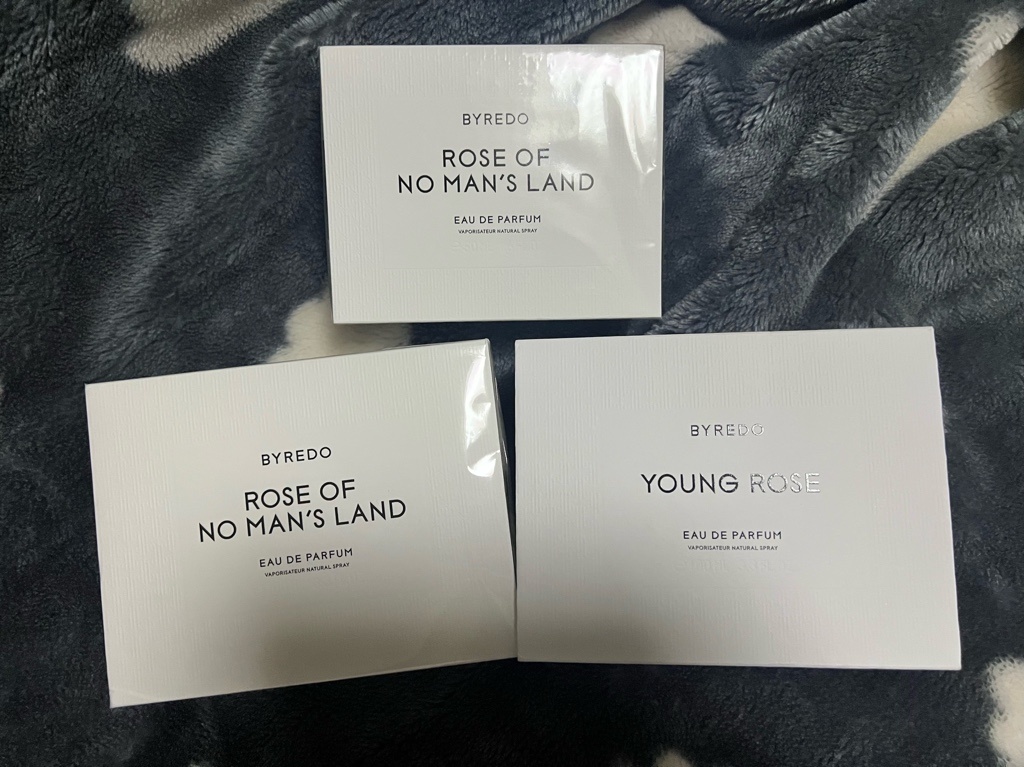 BYREDO
ROSE OF
NO MAN'S LAND
EAU DE PARFUM
VAPORISATEUR NATURAL SPRAY
BYREDO
ROSE OF
NO MAN'S LAND
EAU DE PARFUM
VAPORISATEUR NATURAL SPRAY
BYREDO
YOUNG ROSE
EAU DE PARFUM
VAPORISATEUR NATURAL SPRAY